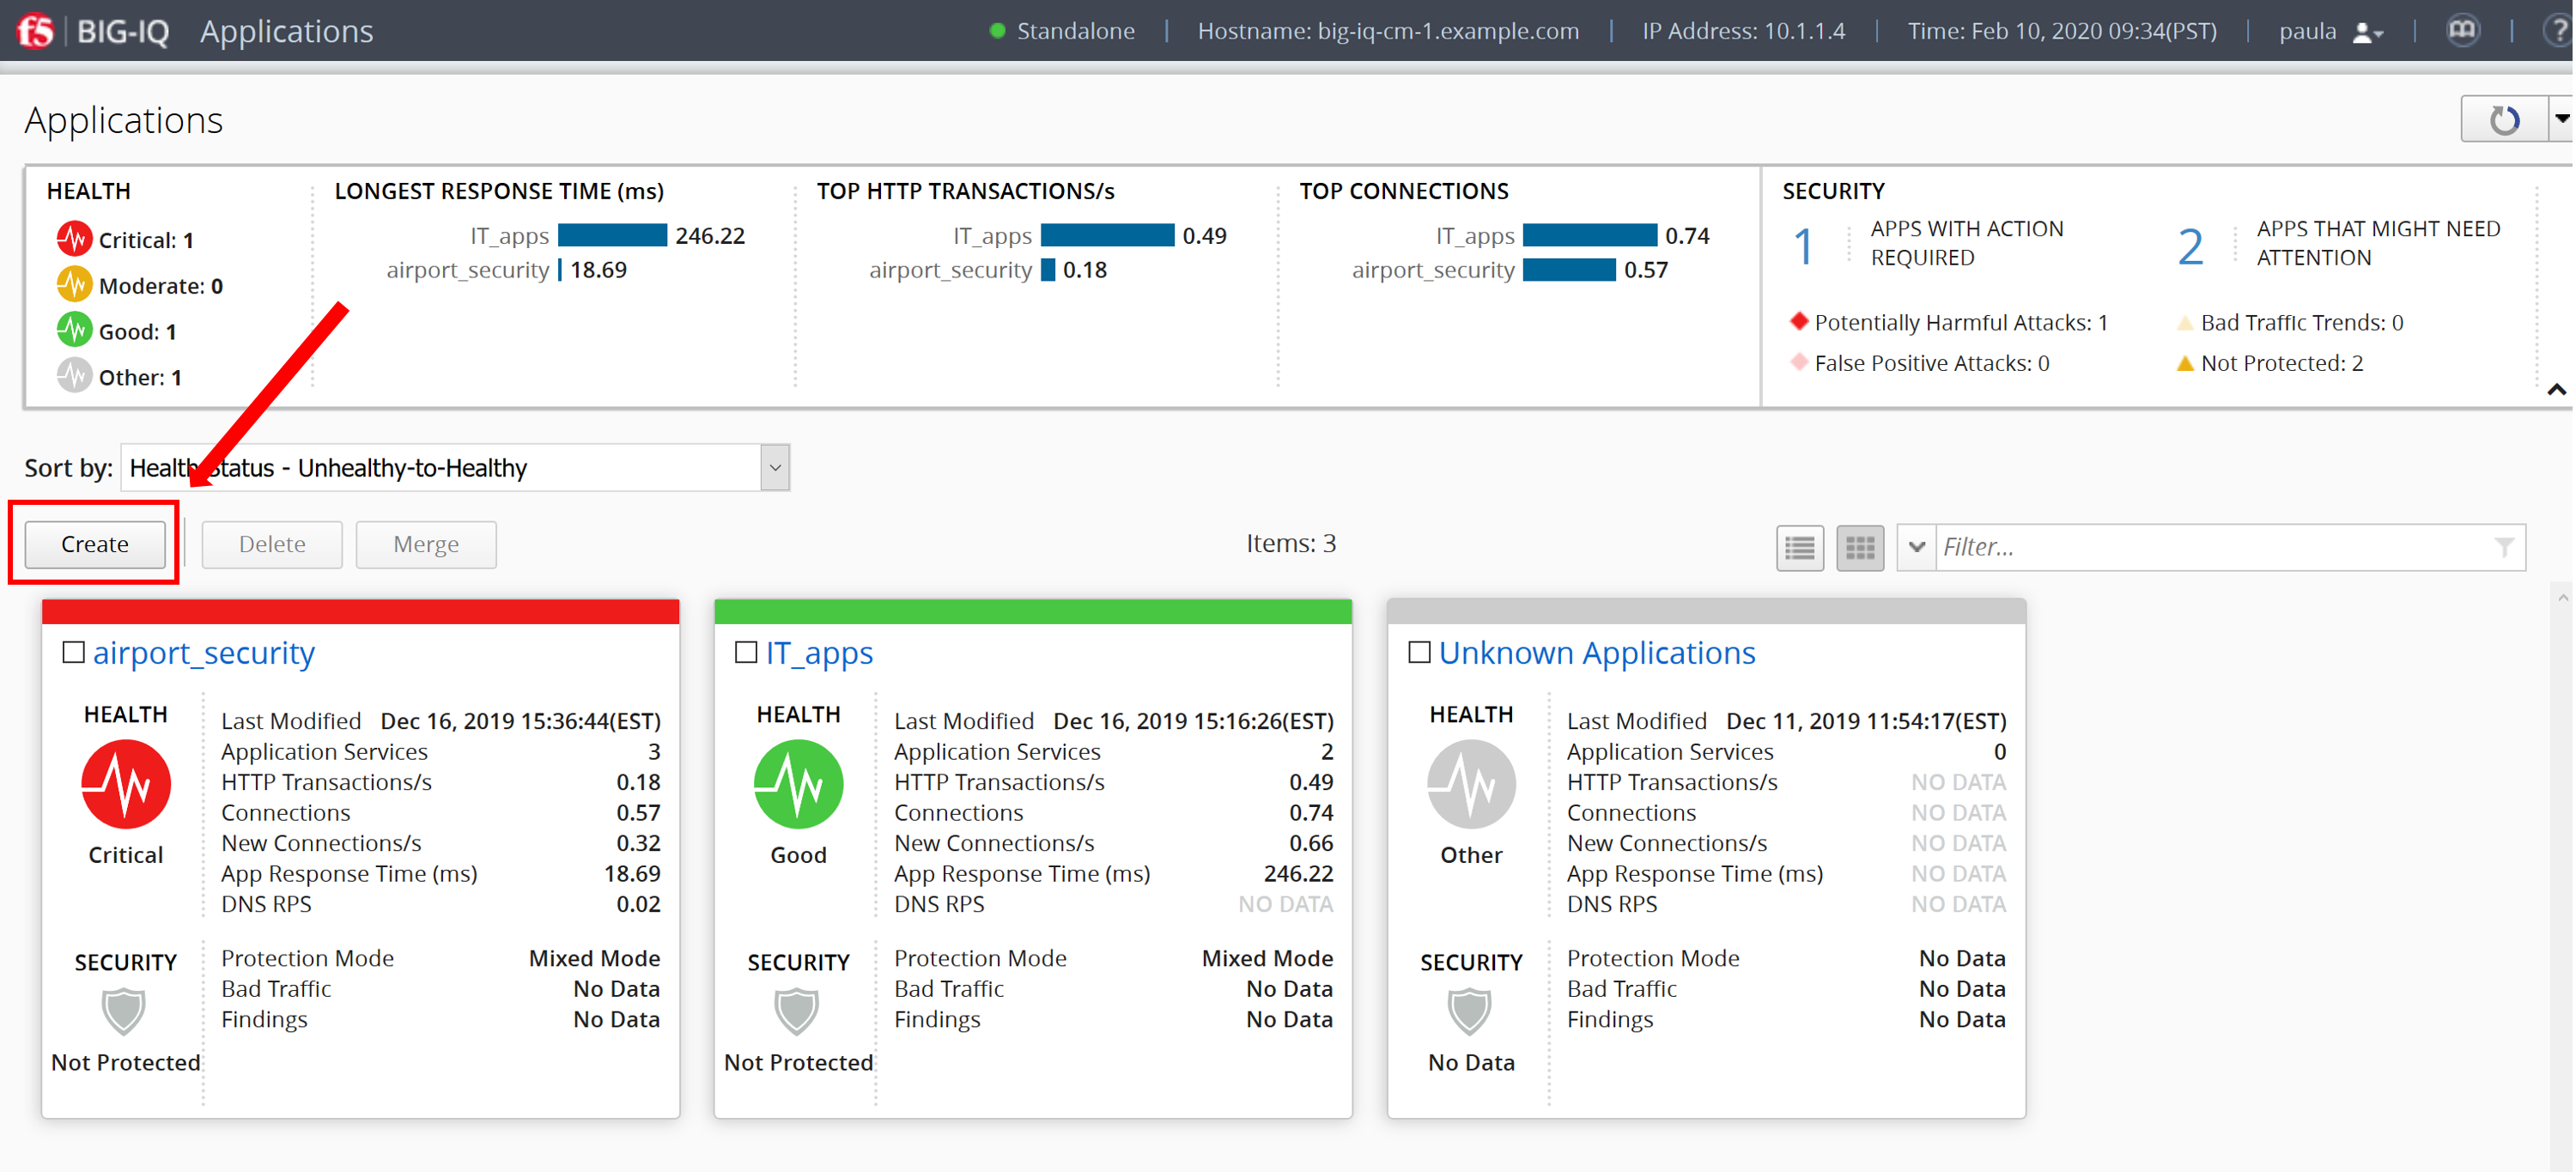 f5 BIG-IQ Applications Standalone Hostname: big-iq-cm-1.example.com IP Address: 10.1.1.4 Time: Feb 10, 2020 09:34(PST) paula ?
Applications
HEALTH
Critical: 1
Moderate: 0
Good: 1
Other: 1
LONGEST RESPONSE TIME (ms)
IT_apps 246.22
airport_security 18.69
TOP HTTP TRANSACTIONS/s
IT_apps 0.49
airport_security 0.18
TOP CONNECTIONS
IT_apps 0.74
airport_security 0.57
SECURITY
1 APPS WITH ACTION
REQUIRED
2 APPS THAT MIGHT NEED
ATTENTION
Potentially Harmful Attacks: 1
False Positive Attacks: 0
Bad Traffic Trends: 0
Not Protected: 2
Sort by: Health Status - Unhealthy-to-Healthy
Create Delete Merge Items: 3 Filter...
airport_security
HEALTH
Critical
Last Modified Dec 16, 2019 15:36:44(EST)
Application Services 3
HTTP Transactions/s 0.18
Connections 0.57
New Connections/s 0.32
App Response Time (ms) 18.69
DNS RPS 0.02
SECURITY
Not Protected
Protection Mode Mixed Mode
Bad Traffic No Data
Findings No Data
IT_apps
HEALTH
Good
Last Modified Dec 16, 2019 15:16:26(EST)
Application Services 2
HTTP Transactions/s 0.49
Connections 0.74
New Connections/s 0.66
App Response Time (ms) 246.22
DNS RPS NO DATA
SECURITY
Not Protected
Protection Mode Mixed Mode
Bad Traffic No Data
Findings No Data
Unknown Applications
HEALTH
Other
Last Modified Dec 11, 2019 11:54:17(EST)
Application Services 0
HTTP Transactions/s NO DATA
Connections NO DATA
New Connections/s NO DATA
App Response Time (ms) NO DATA
DNS RPS NO DATA
SECURITY
No Data
Protection Mode No Data
Bad Traffic No Data
Findings No Data